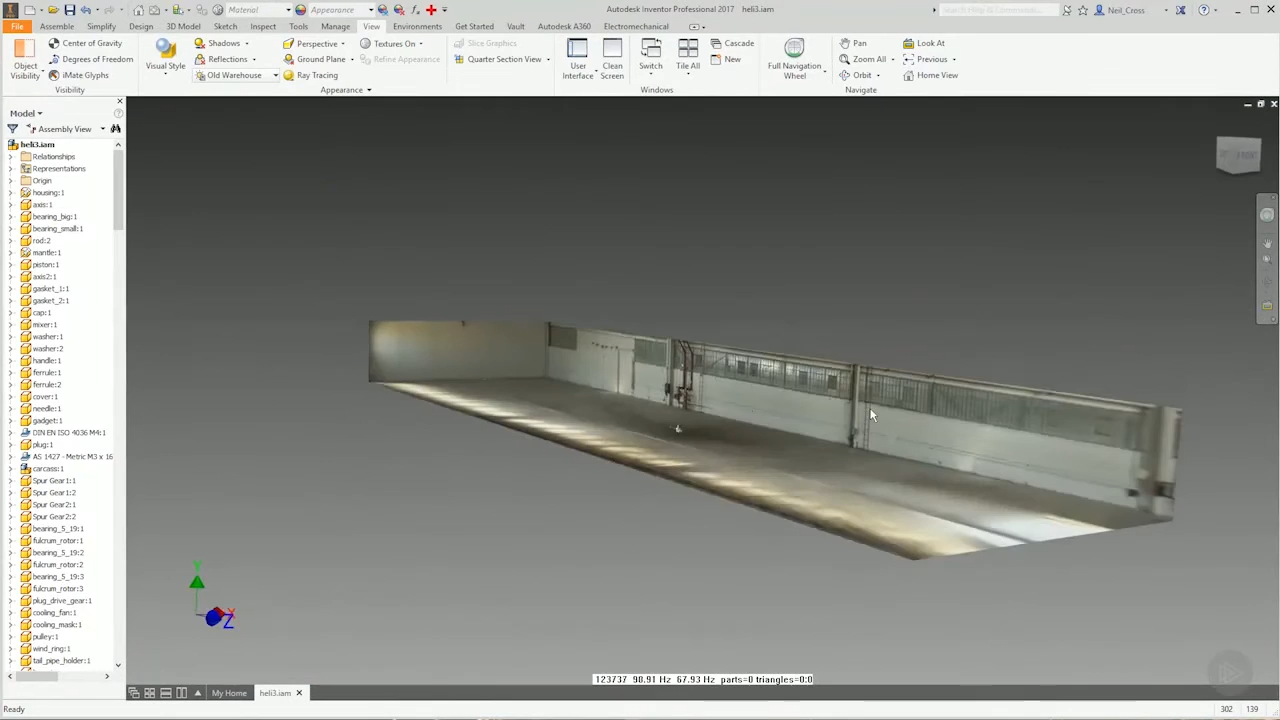 Material
Appearance
Autodesk Inventor Professional 2017 heli3.iam
Neil_Cross
File Assemble Simplify Design 3D Model Sketch Inspect Tools Manage View Environments Get Started Vault Autodesk A360 Electromechanical
Object Visibility
Center of Gravity
Degrees of Freedom
iMate Glyphs
Visibility
Visual Style
Shadows
Reflections
Old Warehouse
Perspective
Ground Plane
Ray Tracing
Textures On
Refine Appearance
Appearance
Slice Graphics
Quarter Section View
User Interface
Clean Screen
Switch
Tile All
Cascade
New
Windows
Full Navigation Wheel
Pan
Zoom All
Orbit
Look At
Previous
Home View
Navigate
Model
Assembly View
heli3.iam
Relationships
Representations
Origin
housing:1
axis:1
bearing_big:1
bearing_small:1
rod:2
mantle:1
piston:1
axis2:1
gasket_1:1
gasket_2:1
cap:1
mixer:1
washer:1
washer:2
handle:1
ferrule:1
ferrule:2
cover:1
needle:1
gadget:1
DIN EN ISO 4036 M4:1
plug:1
AS 1427 - Metric M3 x 16
carcass:1
Spur Gear1:1
Spur Gear1:2
Spur Gear2:1
Spur Gear2:2
bearing_5_19:1
fulcrum_rotor:1
bearing_5_19:2
fulcrum_rotor:2
bearing_5_19:3
fulcrum_rotor:3
plug_drive_gear:1
cooling_fan:1
cooling_mask:1
pulley:1
wind_ring:1
tail_pipe_holder:1
Y
X
Z
123737 90.91 Hz 67.93 Hz parts=0 triangles=0:0
My Home
heli3.iam
Ready
302 139